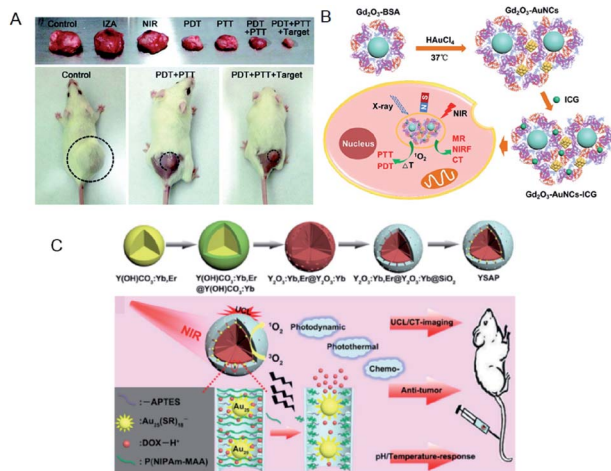 A
Control IZA NIR PDT PTT PDT+PTT PDT+PTT+Target
Control PDT+PTT PDT+PTT+Target
B
Gd₂O₃-BSA
HAuCl₄
37℃
Gd₂O₃-AuNCs
ICG
Gd₂O₃-AuNCs-ICG
X-ray
N S
NIR
Nucleus
PTT
PDT
¹O₂
△T
MR
NIRF
CT
C
Y(OH)CO₃:Yb,Er
Y(OH)CO₃:Yb,Er
@Y(OH)CO₃:Yb
Y₂O₃:Yb,Er@Y₂O₃:Yb
Y₂O₃:Yb,Er@Y₂O₃:Yb@SiO₂
YSAP
NIR
UCL
¹O₂
³O₂
Photodynamic
Photothermal
Chemo-
UCL/CT-imaging
Anti-tumor
pH/Temperature-response
:–APTES
:Au₂₅(SR)₁₈⁻
:DOX–H⁺
:P(NIPAm-MAA)
Au₂₅
Au₂₅